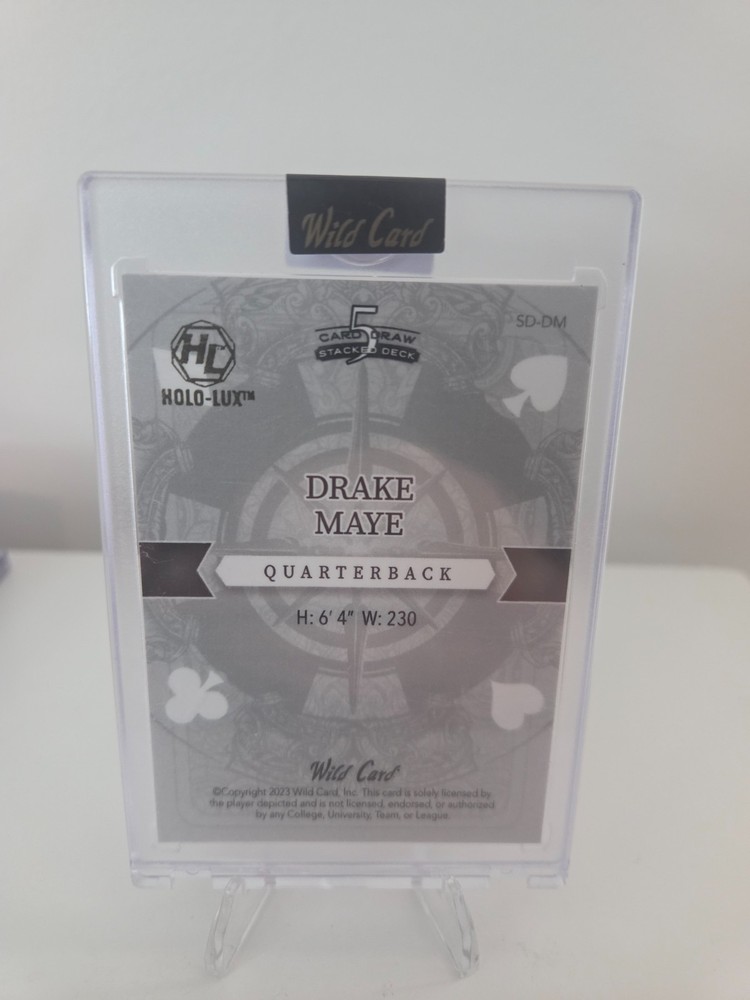 Wild Card
HL
HOLO-LUX™
5
CARD DRAW
STACKED DECK
SD-DM
DRAKE
MAYE
QUARTERBACK
H: 6' 4" W: 230
Wild Card
©Copyright 2023 Wild Card, Inc. This card is solely licensed by
the player depicted and is not licensed, endorsed, or authorized
by any College, University, Team, or League.